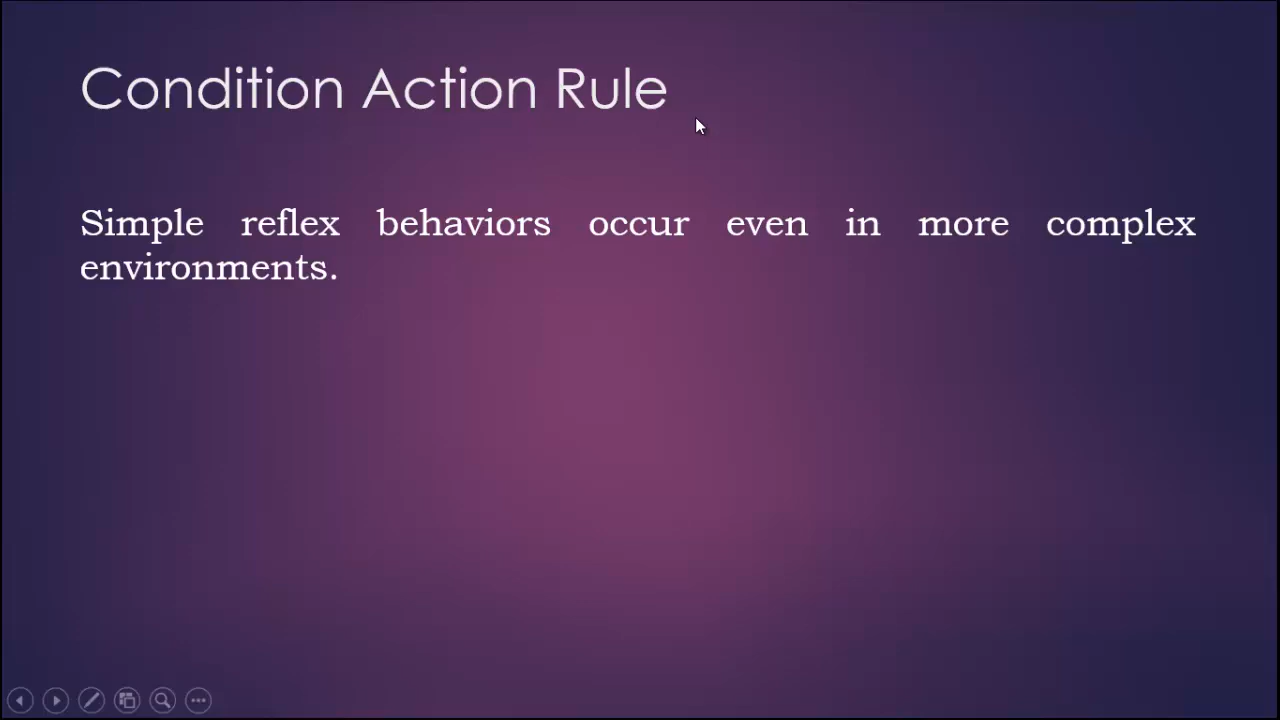 Condition Action Rule
Simple reflex behaviors occur even in more complex
environments.